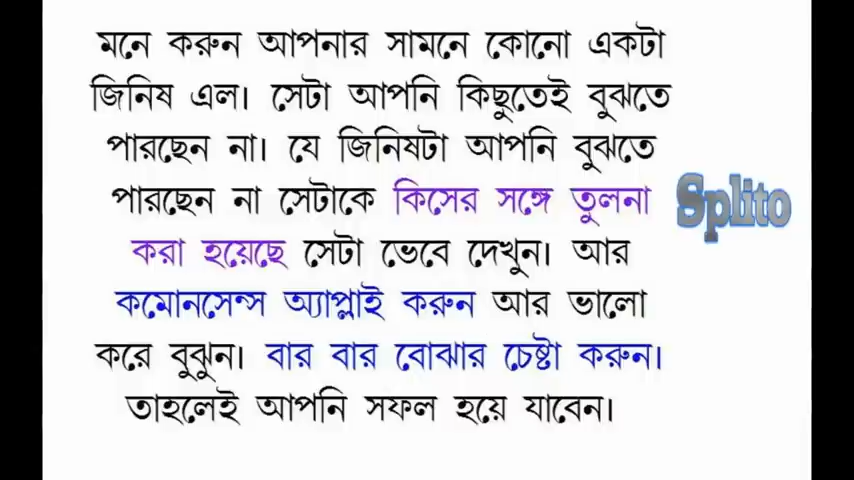 মনে করুন আপনার সামনে কোনো একটা
জিনিষ এল। সেটা আপনি কিছুতেই বুঝতে
পারছেন না। যে জিনিষটা আপনি বুঝতে
পারছেন না সেটাকে কিসের সঙ্গে তুলনা
করা হয়েছে সেটা ভেবে দেখুন। আর
কমোনসেন্স অ্যাপ্লাই করুন আর ভালো
করে বুঝুন। বার বার বোঝার চেষ্টা করুন।
তাহলেই আপনি সফল হয়ে যাবেন।
Splito